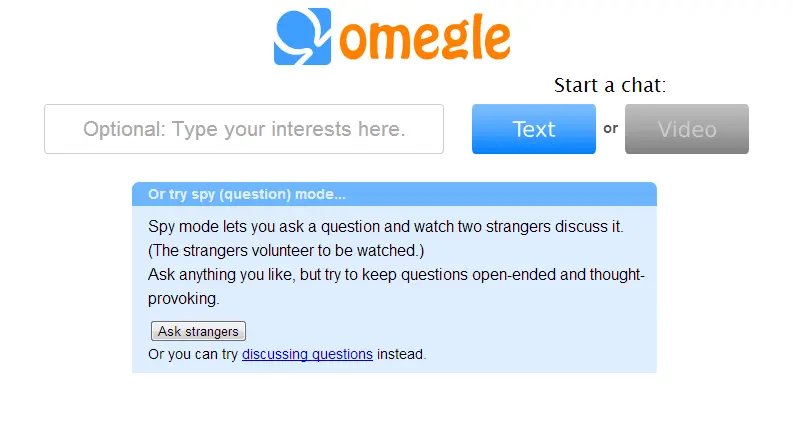 omegle
Start a chat:
Optional: Type your interests here.
Text or Video
Or try spy (question) mode...
Spy mode lets you ask a question and watch two strangers discuss it.
(The strangers volunteer to be watched.)
Ask anything you like, but try to keep questions open-ended and thought-
provoking.
Ask strangers
Or you can try discussing questions instead.